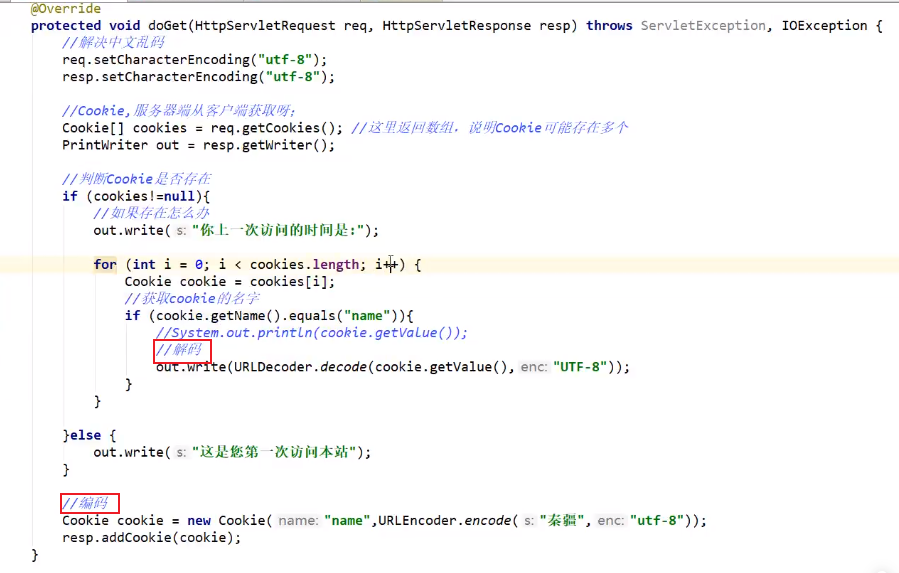 @Override
protected void doGet(HttpServletRequest req, HttpServletResponse resp) throws ServletException, IOException {
//解决中文乱码
req.setCharacterEncoding("utf-8");
resp.setCharacterEncoding("utf-8");
//Cookie,服务器端从客户端获取呀;
Cookie[] cookies = req.getCookies(); //这里返回数组，说明Cookie可能存在多个
PrintWriter out = resp.getWriter();
//判断Cookie是否存在
if (cookies!=null){
//如果存在怎么办
out.write( s: "你上一次访问的时间是:");
for (int i = 0; i < cookies.length; i++) {
Cookie cookie = cookies[i];
//获取cookie的名字
if (cookie.getName().equals("name")){
//System.out.println(cookie.getValue());
//解码
out.write(URLDecoder.decode(cookie.getValue(), enc: "UTF-8"));
}
}
}else {
out.write( s: "这是您第一次访问本站");
}
//编码
Cookie cookie = new Cookie( name: "name",URLEncoder.encode( s: "秦疆", enc: "utf-8"));
resp.addCookie(cookie);
}